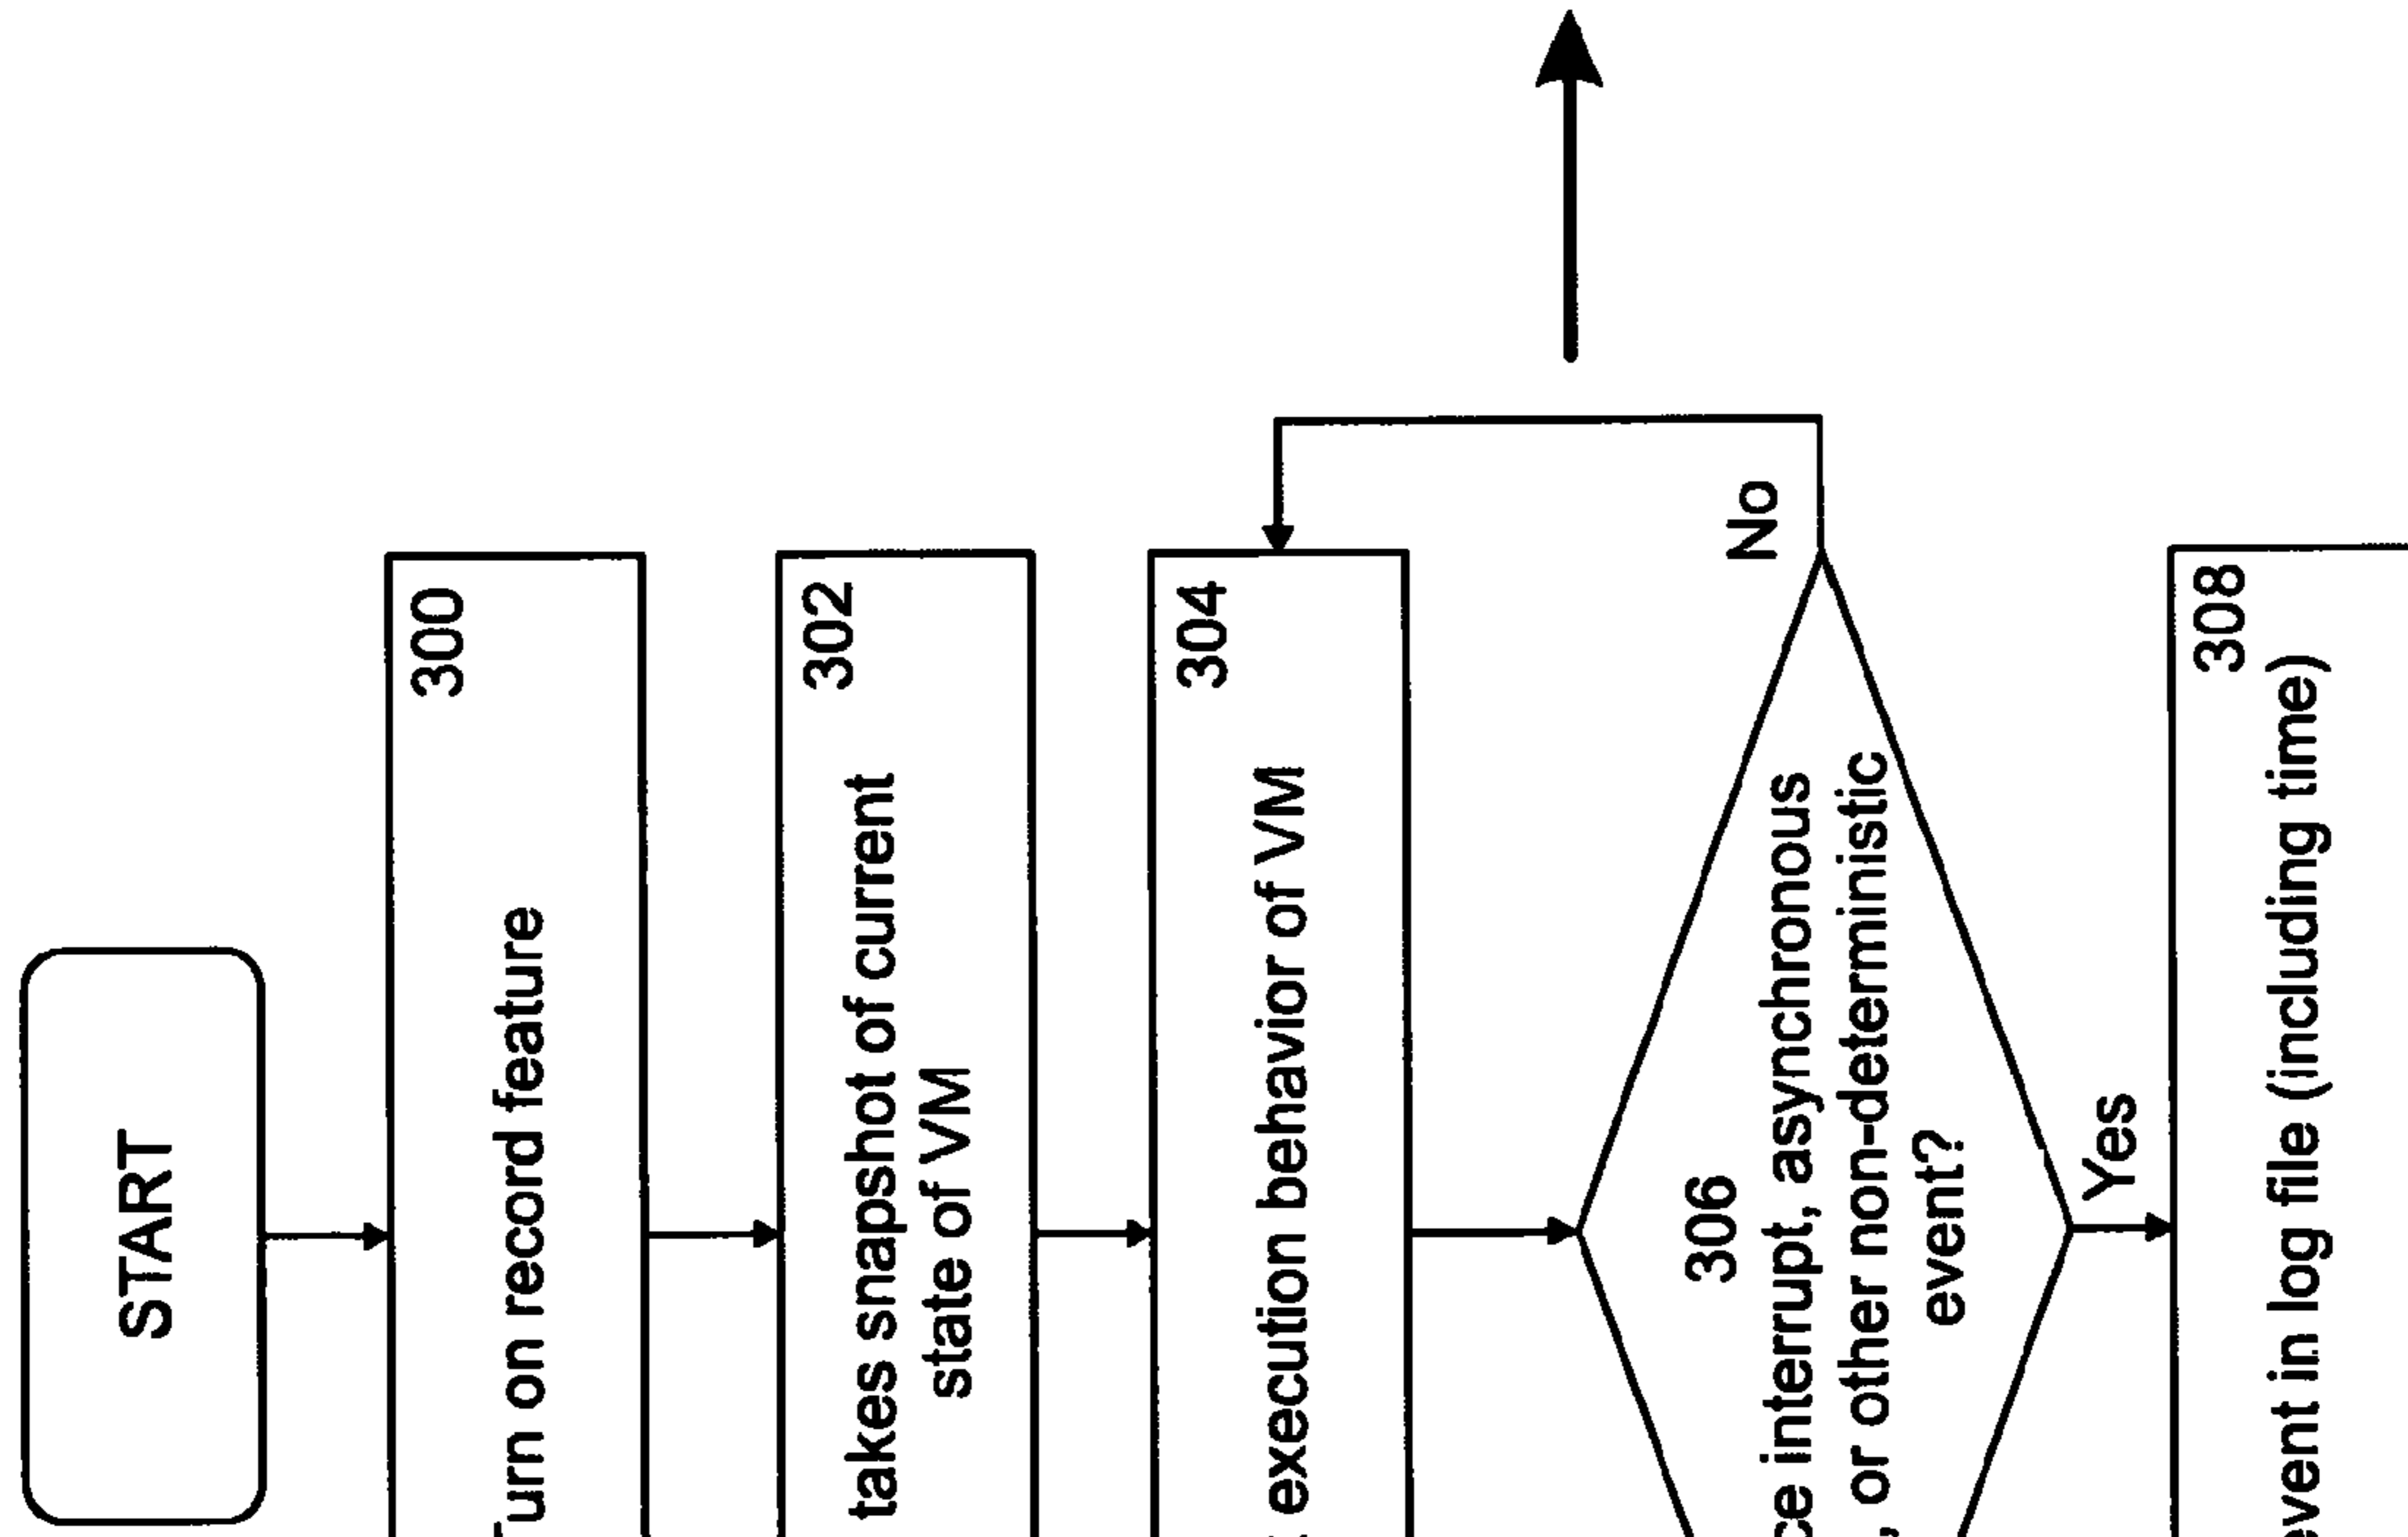 START
300
Turn on record feature
302
takes snapshot of current
state of VM
304
execution behavior of VM
306
interrupt, asynchronous
, or other non-deterministic
event?
No
Yes
308
event in log file (including time)